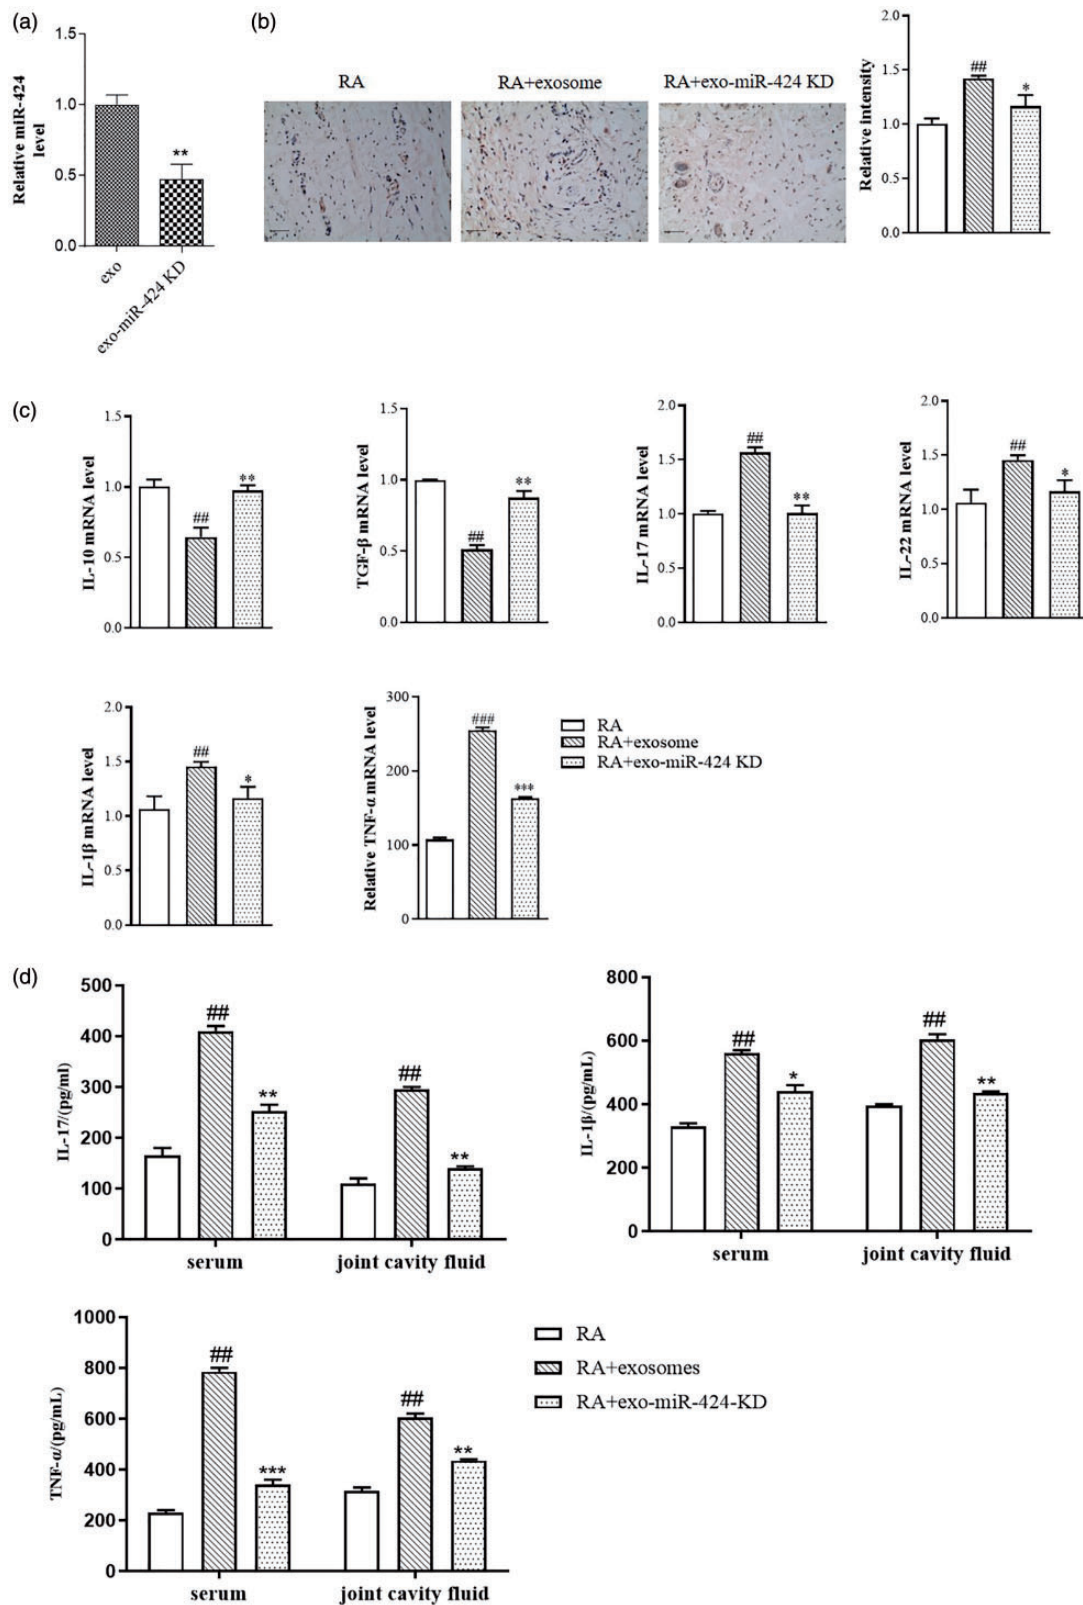 (a)
1.5
1.0
0.5
0.0
Relative miR-424
level
**
exo
exo-miR-424 KD
(b)
RA
RA+exosome
RA+exo-miR-424 KD
2.0
1.5
1.0
0.5
0.0
Relative intensity
##
*
(c)
1.5
1.0
0.5
0.0
IL-10 mRNA level
##
**
1.5
1.0
0.5
0.0
TGF-β mRNA level
##
**
2.0
1.5
1.0
0.5
0.0
IL-17 mRNA level
##
**
2.0
1.5
1.0
0.5
0.0
IL-22 mRNA level
##
*
2.0
1.5
1.0
0.5
0.0
IL-1β mRNA level
##
*
300
200
100
0
Relative TNF-α mRNA level
###
***
RA
RA+exosome
RA+exo-miR-424 KD
(d)
500
400
300
200
100
0
IL-17/(pg/ml)
##
**
##
**
serum
joint cavity fluid
800
600
400
200
0
IL-1β/(pg/mL)
##
*
##
**
serum
joint cavity fluid
1000
800
600
400
200
0
TNF-α/(pg/mL)
##
***
##
**
serum
joint cavity fluid
RA
RA+exosomes
RA+exo-miR-424-KD